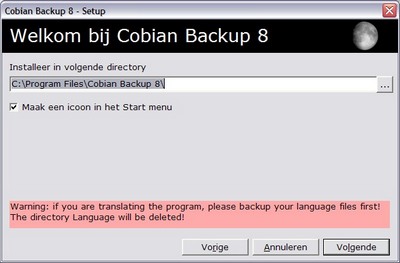 Cobian Backup 8 - Setup
Welkom bij Cobian Backup 8
Installeer in volgende directory
C:\Program Files\Cobian Backup 8\
...
Maak een icoon in het Start menu
Warning: if you are translating the program, please backup your language files first!
The directory Language will be deleted!
Vorige
Annuleren
Volgende